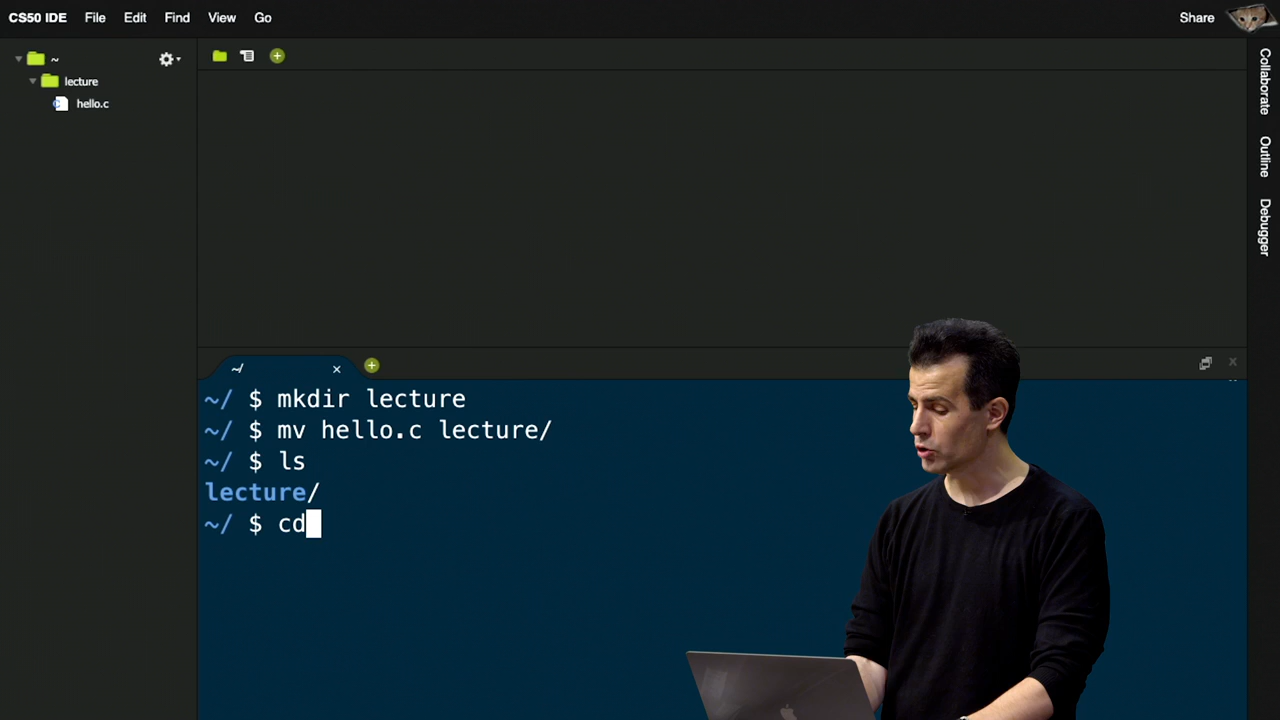 CS50 IDE File Edit Find View Go Share
~
lecture
hello.c
Collaborate
Outline
Debugger
~/
~/ $ mkdir lecture
~/ $ mv hello.c lecture/
~/ $ ls
lecture/
~/ $ cd